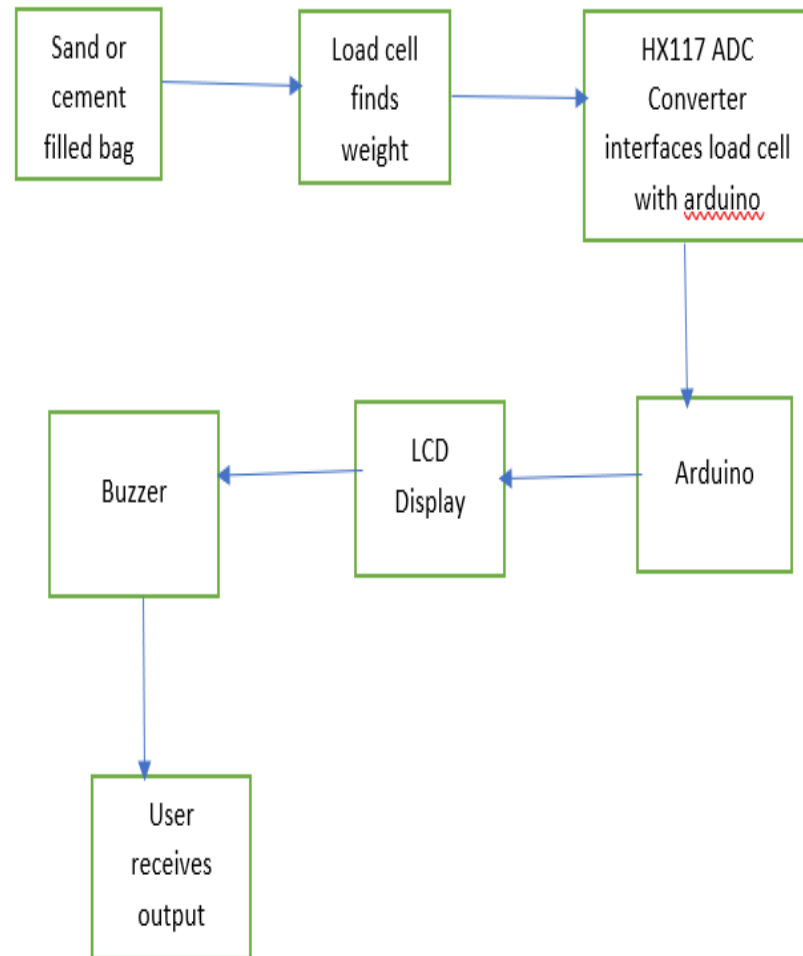 Sand or
cement
filled bag
Load cell
finds
weight
HX117 ADC
Converter
interfaces load cell
with arduino
Arduino
LCD
Display
Buzzer
User
receives
output